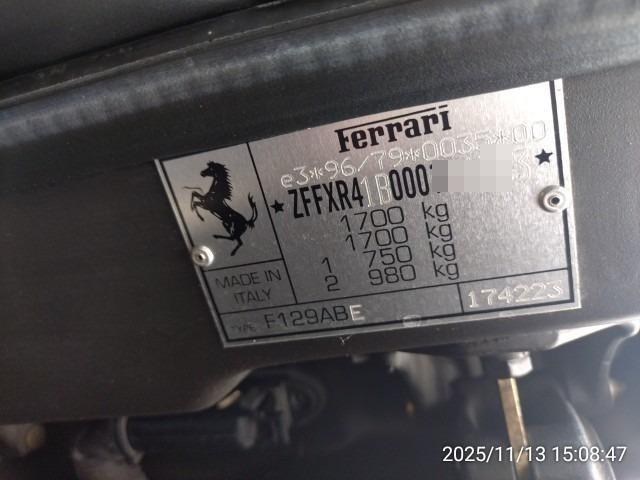 Ferrari
e3*96/79*0035*00
★ZFFXR41B000 ★
1700 kg
1700 kg
1 750 kg
2 980 kg
MADE IN
ITALY
TYPE F129ABE
174223
2025/11/13 15:08:47